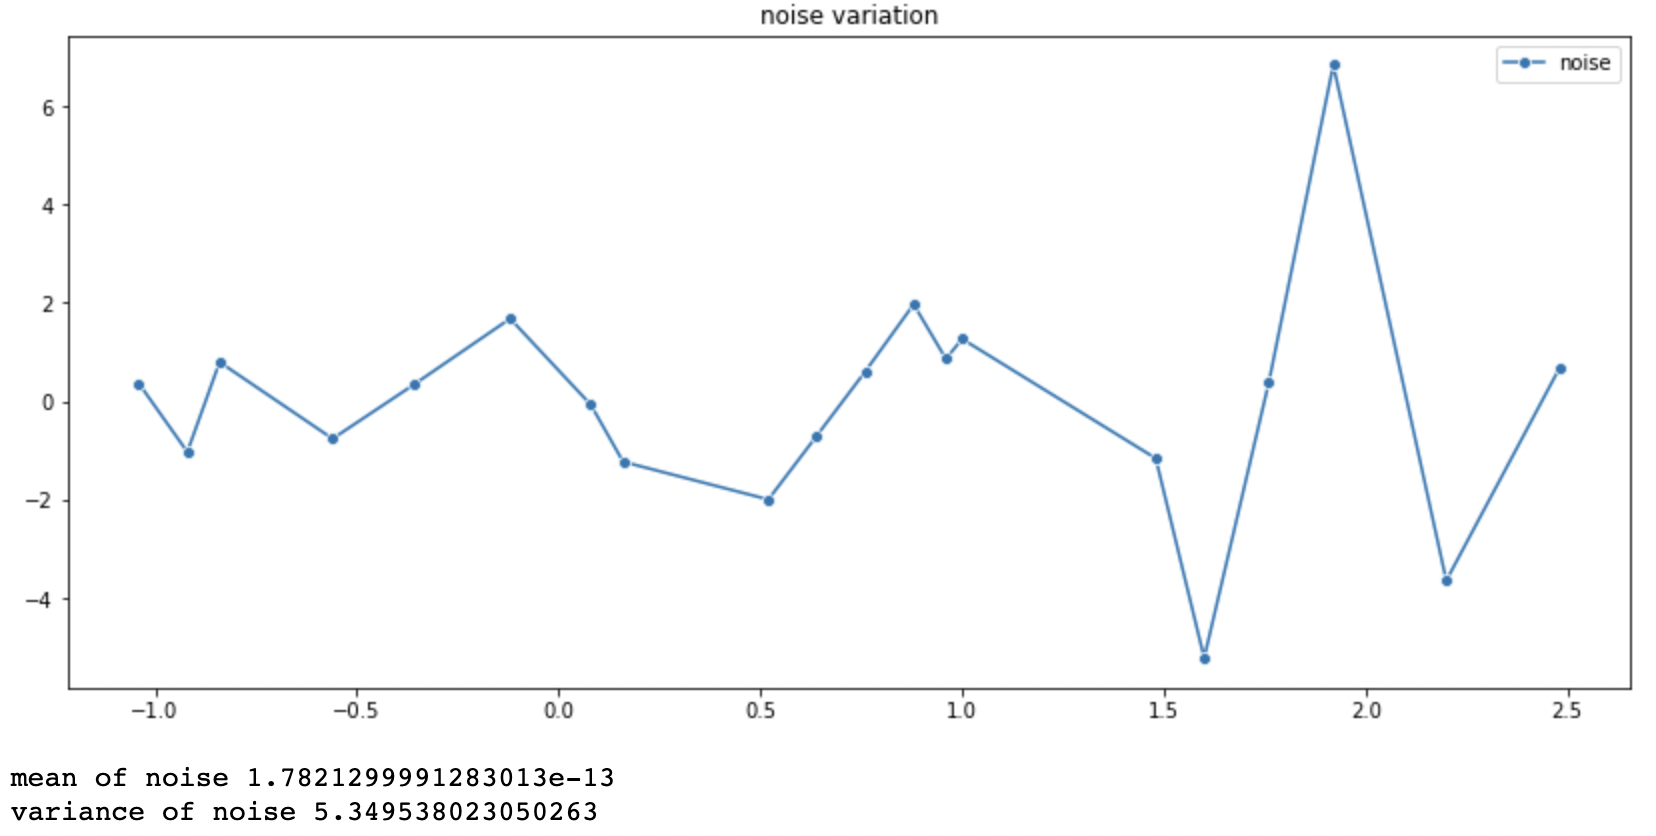 noise variation
noise
6
4
2
0
−2
−4
−1.0 −0.5 0.0 0.5 1.0 1.5 2.0 2.5
mean of noise 1.7821299991283013e-13
variance of noise 5.349538023050263